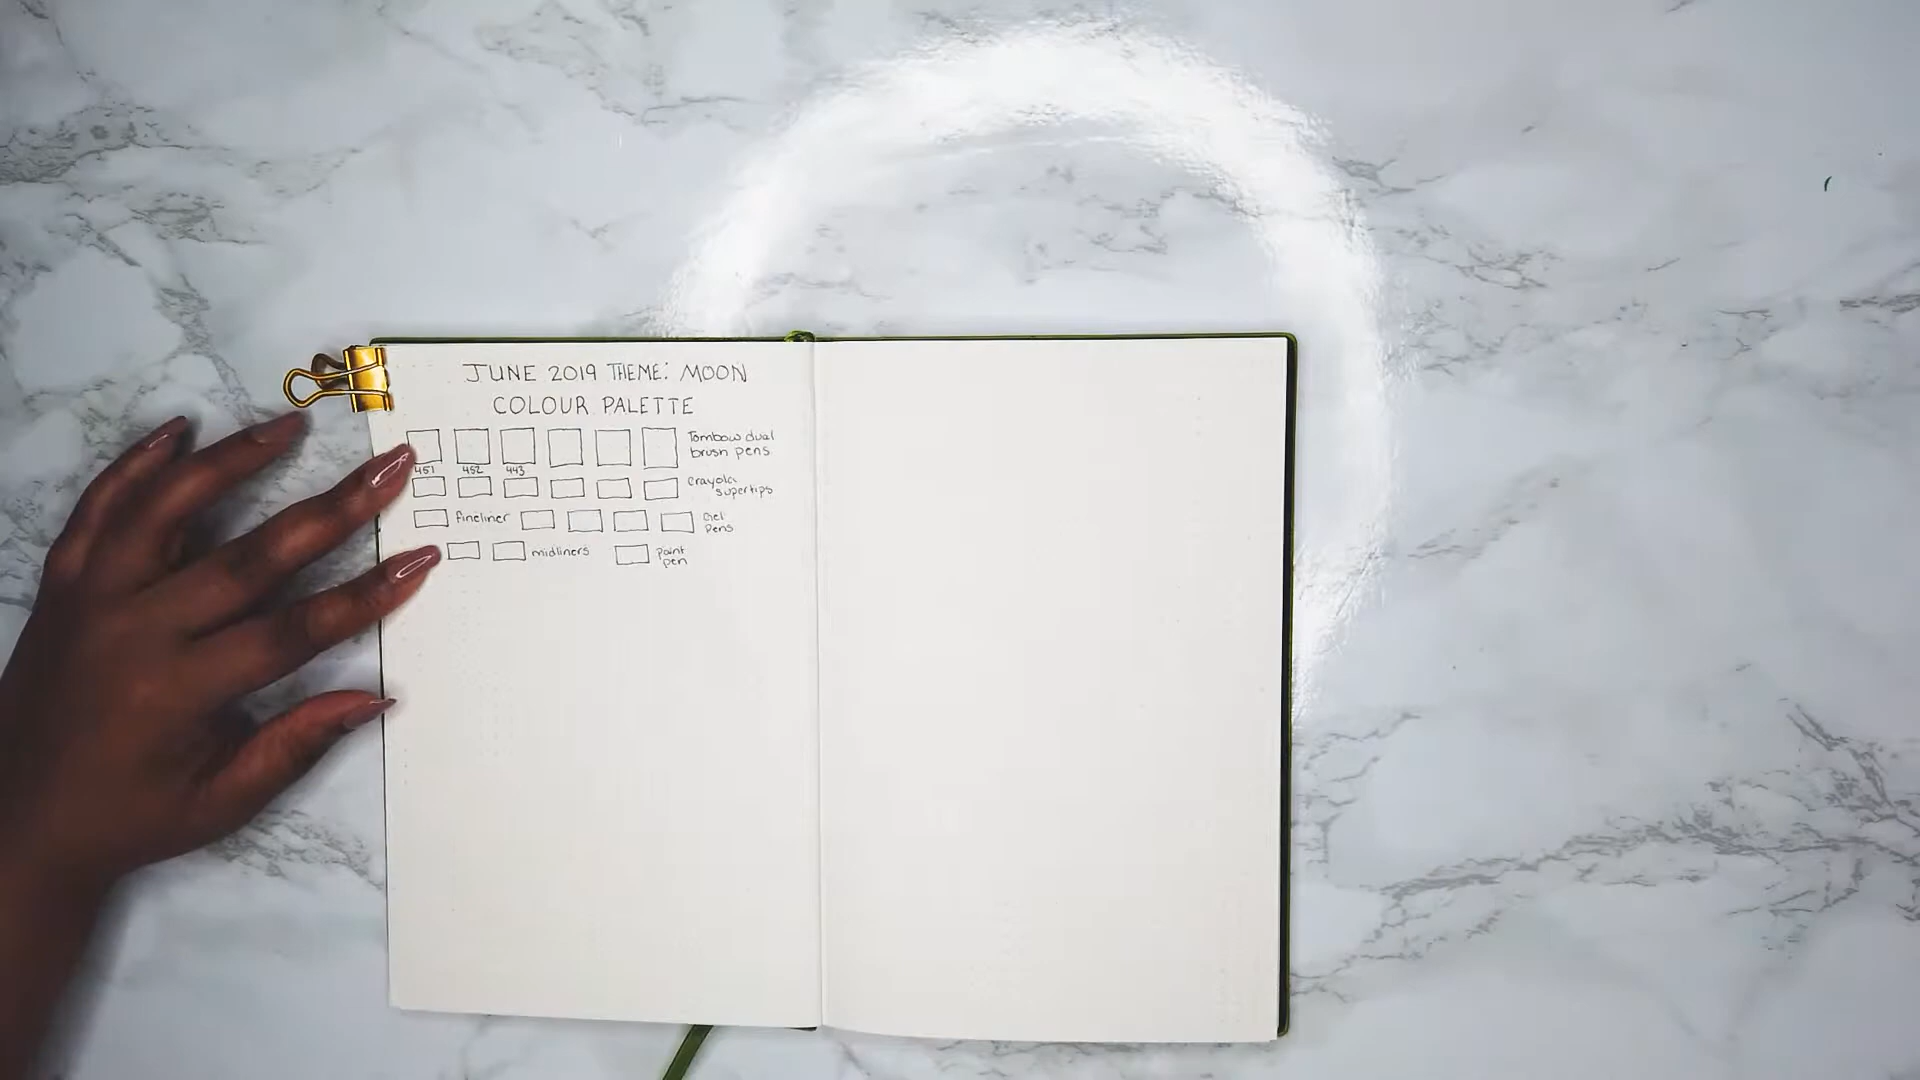 JUNE 2019 THEME: MOON
COLOUR PALETTE
Tombow dual
brush pens
451 452 443
crayola
supertips
fineliner
Gel
pens
midliners
paint
pen